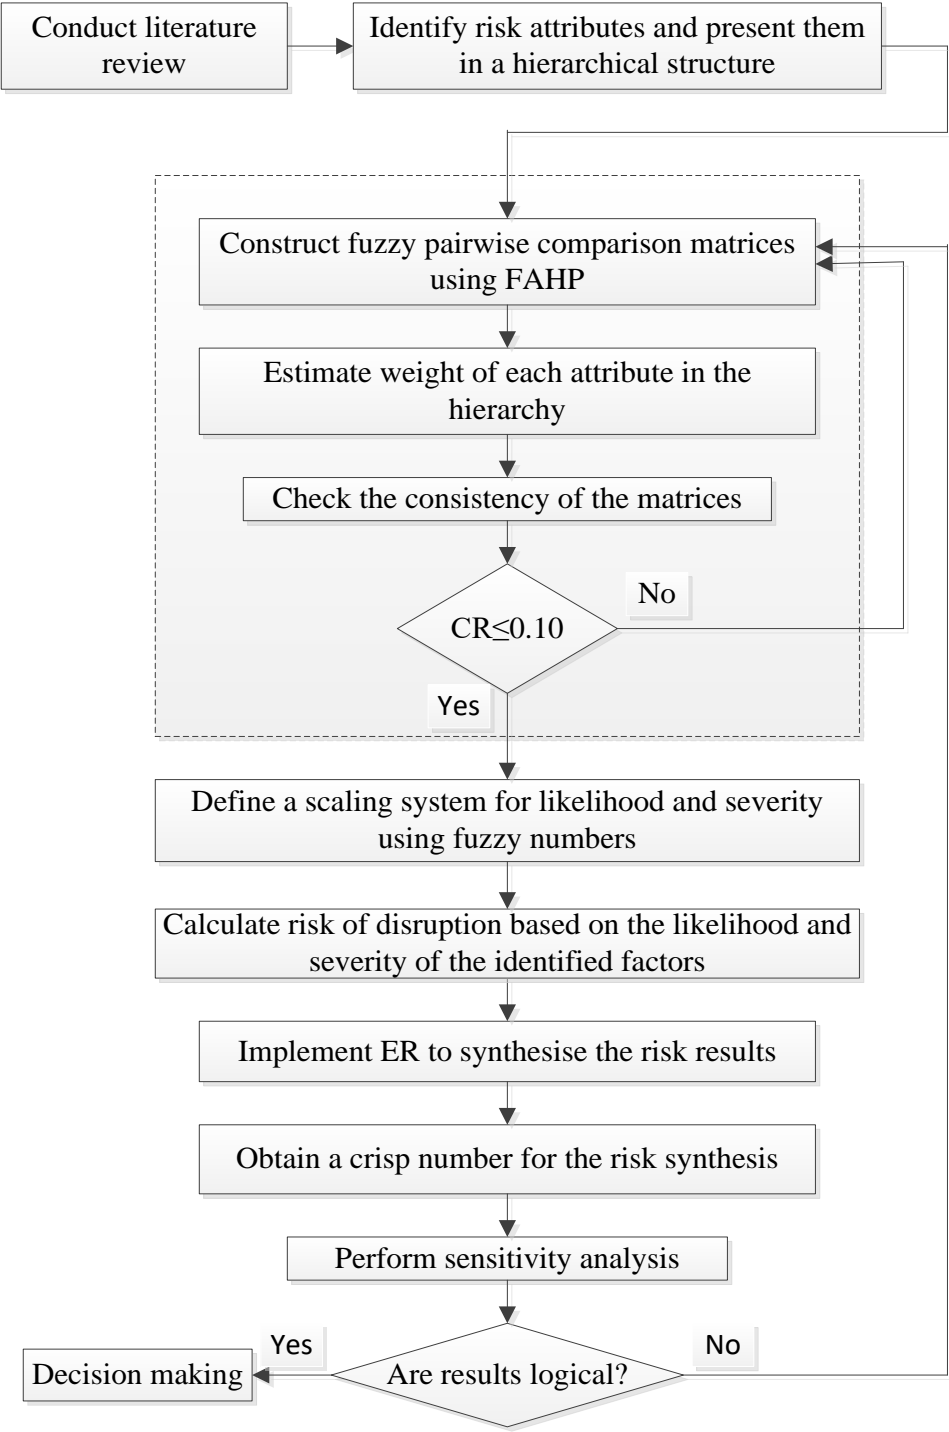 Conduct literature
review
Identify risk attributes and present them
in a hierarchical structure
Construct fuzzy pairwise comparison matrices
using FAHP
Estimate weight of each attribute in the
hierarchy
Check the consistency of the matrices
No
CR≤0.10
Yes
Define a scaling system for likelihood and severity
using fuzzy numbers
Calculate risk of disruption based on the likelihood and
severity of the identified factors
Implement ER to synthesise the risk results
Obtain a crisp number for the risk synthesis
Perform sensitivity analysis
Yes
No
Decision making
Are results logical?